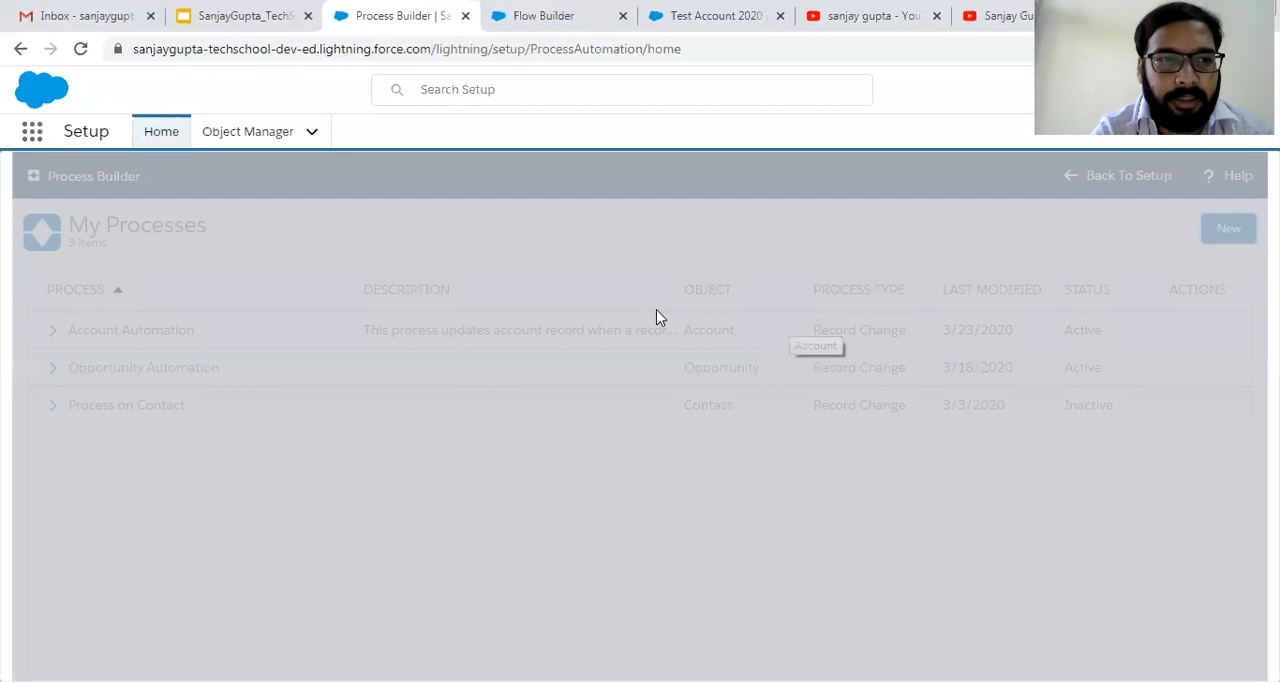 Inbox - sanjaygupt
SanjayGupta_TechS
Process Builder | Sa
Flow Builder
Test Account 2020
sanjay gupta - You
Sanjay Gu
sanjaygupta-techschool-dev-ed.lightning.force.com/lightning/setup/ProcessAutomation/home
Search Setup
Setup Home Object Manager
Process Builder Back To Setup ? Help
My Processes
3 items
New
PROCESS DESCRIPTION OBJECT PROCESS TYPE LAST MODIFIED STATUS ACTIONS
Account Automation This process updates account record when a recor... Account Record Change 3/23/2020 Active
Account
Opportunity Automation Opportunity Record Change 3/18/2020 Active
Process on Contact Contact Record Change 3/3/2020 Inactive